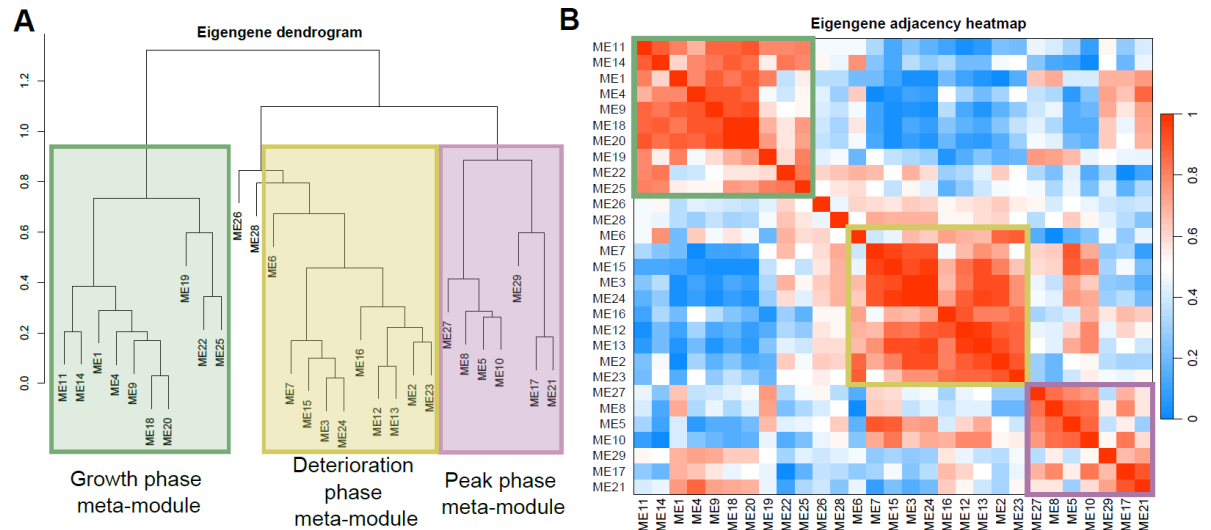 A
Eigengene dendrogram
1.2
1.0
0.8
0.6
0.4
0.2
0.0
ME11
ME14
ME1
ME4
ME9
ME18
ME20
ME19
ME22
ME25
ME26
ME28
ME6
ME7
ME15
ME3
ME24
ME16
ME12
ME13
ME2
ME23
ME27
ME8
ME5
ME10
ME29
ME17
ME21
Growth phase
meta-module
Deterioration
phase
meta-module
Peak phase
meta-module
B
Eigengene adjacency heatmap
ME11
ME14
ME1
ME4
ME9
ME18
ME20
ME19
ME22
ME25
ME26
ME28
ME6
ME7
ME15
ME3
ME24
ME16
ME12
ME13
ME2
ME23
ME27
ME8
ME5
ME10
ME29
ME17
ME21
ME11
ME14
ME1
ME4
ME9
ME18
ME20
ME19
ME22
ME25
ME26
ME28
ME6
ME7
ME15
ME3
ME24
ME16
ME12
ME13
ME2
ME23
ME27
ME8
ME5
ME10
ME29
ME17
ME21
1
0.8
0.6
0.4
0.2
0